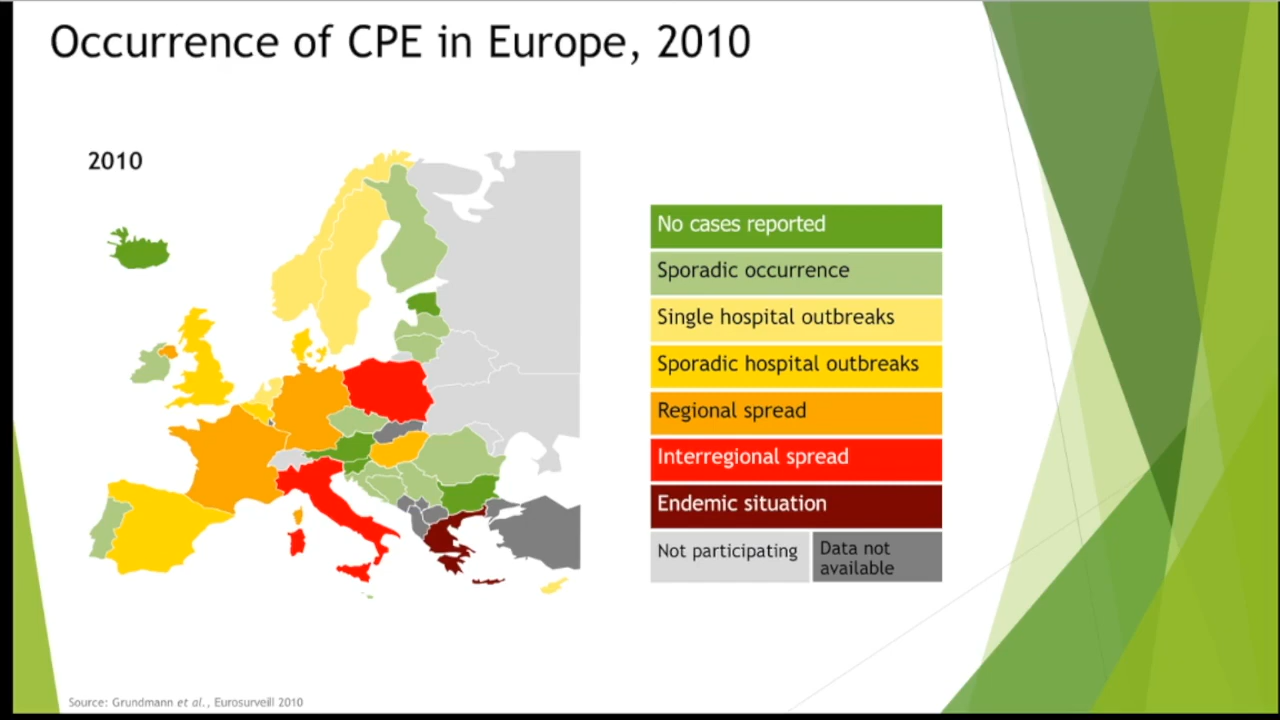 Occurrence of CPE in Europe, 2010
2010
No cases reported
Sporadic occurrence
Single hospital outbreaks
Sporadic hospital outbreaks
Regional spread
Interregional spread
Endemic situation
Not participating
Data not
available
Source: Grundmann et al., Eurosurveill 2010